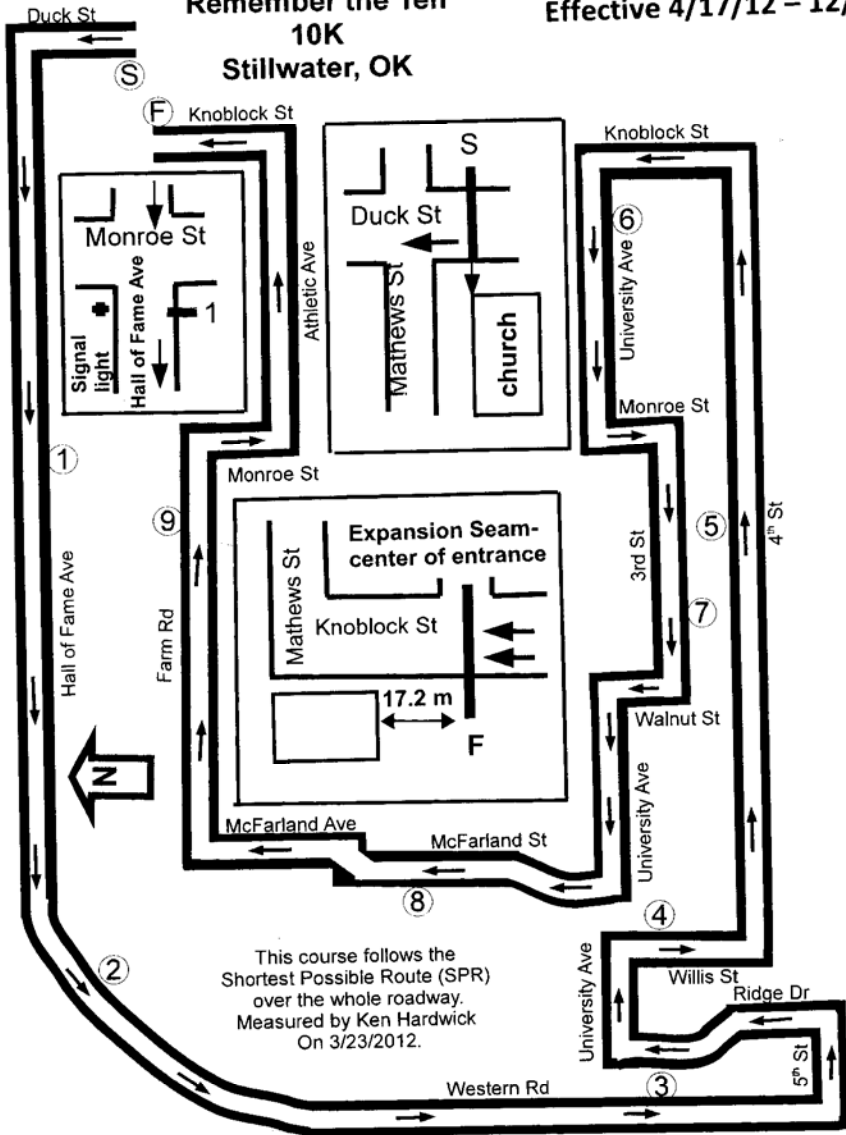 Remember the Ten
10K
Stillwater, OK
Effective 4/17/12 – 12/
Duck St
S
F
Knoblock St
Monroe St
Signal light
Hall of Fame Ave
1
Athletic Ave
S
Duck St
Mathews St
church
Knoblock St
6
University Ave
Monroe St
1
Hall of Fame Ave
9
Farm Rd
Monroe St
Expansion Seam-
center of entrance
Mathews St
Knoblock St
17.2 m
F
3rd St
5
4th St
7
Walnut St
N
McFarland Ave
McFarland St
University Ave
8
4
Willis St
University Ave
Ridge Dr
2
This course follows the
Shortest Possible Route (SPR)
over the whole roadway.
Measured by Ken Hardwick
On 3/23/2012.
3
5th St
Western Rd